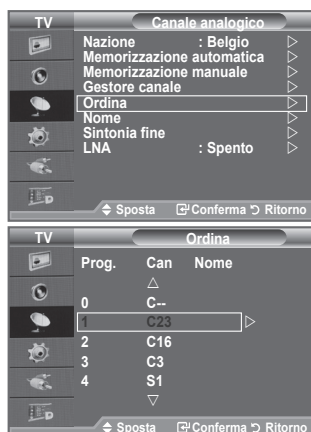 TV Canale analogico
Nazione : Belgio
Memorizzazione automatica
Memorizzazione manuale
Gestore canale
Ordina
Nome
Sintonia fine
LNA : Spento
Sposta Conferma Ritorno
TV Ordina
Prog. Can Nome
0 C--
1 C23
2 C16
3 C3
4 S1
Sposta Conferma Ritorno